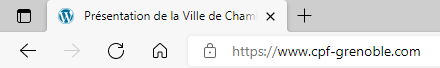 Présentation de la Ville de Cham
https://www.cpf-grenoble.com